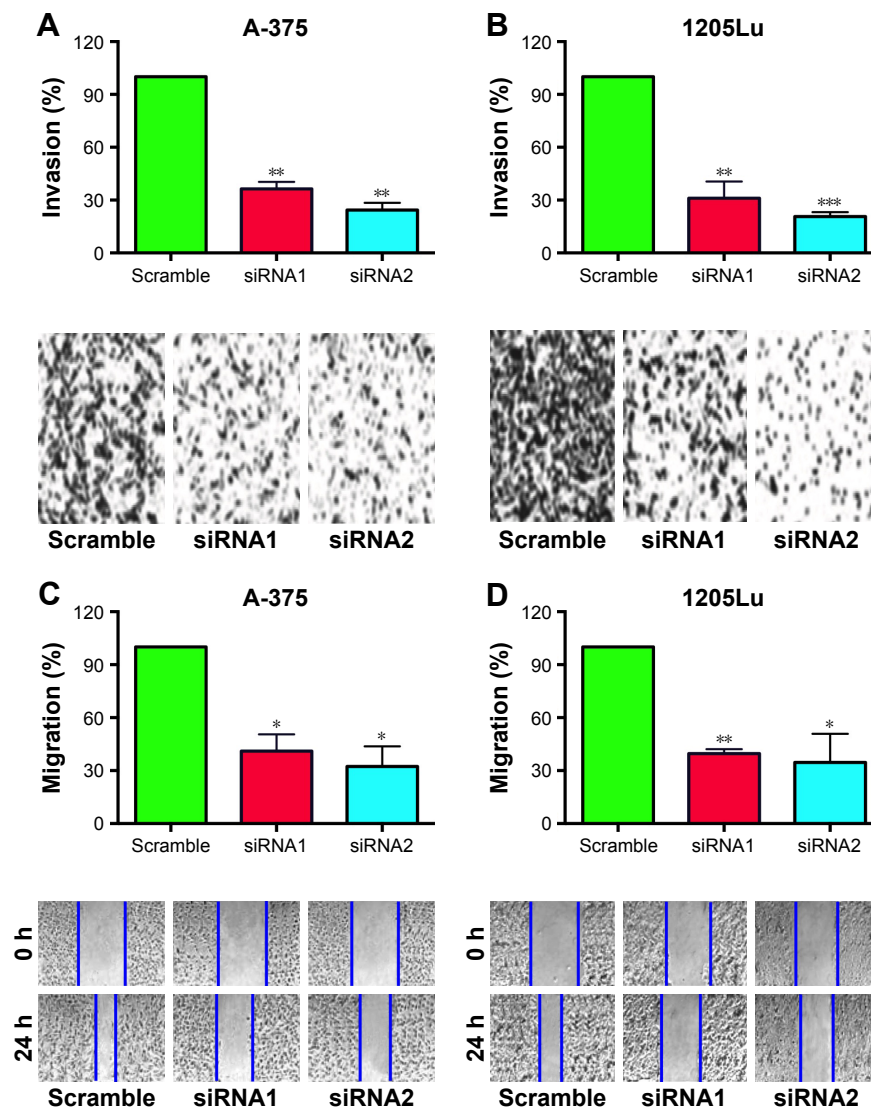 A
A-375
Invasion (%)
120
90
60
30
0
**
**
Scramble
siRNA1
siRNA2
Scramble
siRNA1
siRNA2
B
1205Lu
Invasion (%)
120
90
60
30
0
**
***
Scramble
siRNA1
siRNA2
Scramble
siRNA1
siRNA2
C
A-375
Migration (%)
120
90
60
30
0
*
*
Scramble
siRNA1
siRNA2
0 h
24 h
Scramble
siRNA1
siRNA2
D
1205Lu
Migration (%)
120
90
60
30
0
**
*
Scramble
siRNA1
siRNA2
0 h
24 h
Scramble
siRNA1
siRNA2